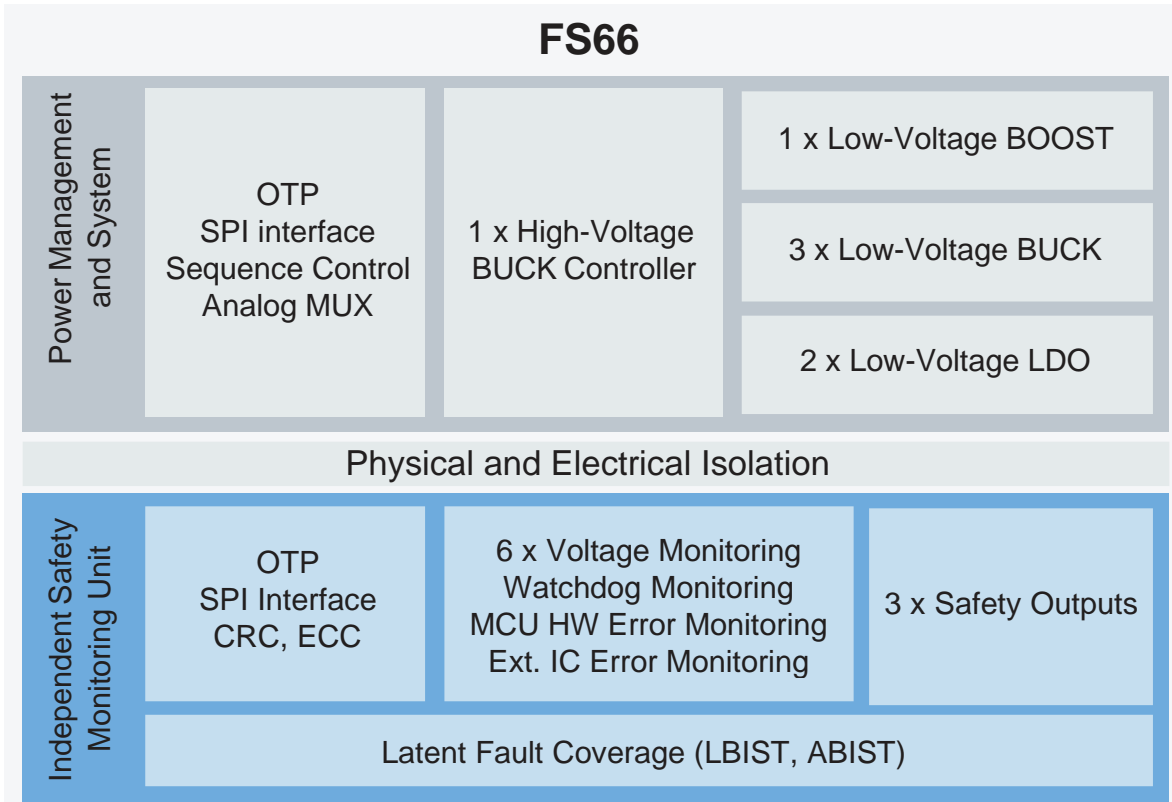 FS66
Power Management
and System
OTP
SPI interface
Sequence Control
Analog MUX
1 x High-Voltage
BUCK Controller
1 x Low-Voltage BOOST
3 x Low-Voltage BUCK
2 x Low-Voltage LDO
Physical and Electrical Isolation
Independent Safety
Monitoring Unit
OTP
SPI Interface
CRC, ECC
6 x Voltage Monitoring
Watchdog Monitoring
MCU HW Error Monitoring
Ext. IC Error Monitoring
3 x Safety Outputs
Latent Fault Coverage (LBIST, ABIST)